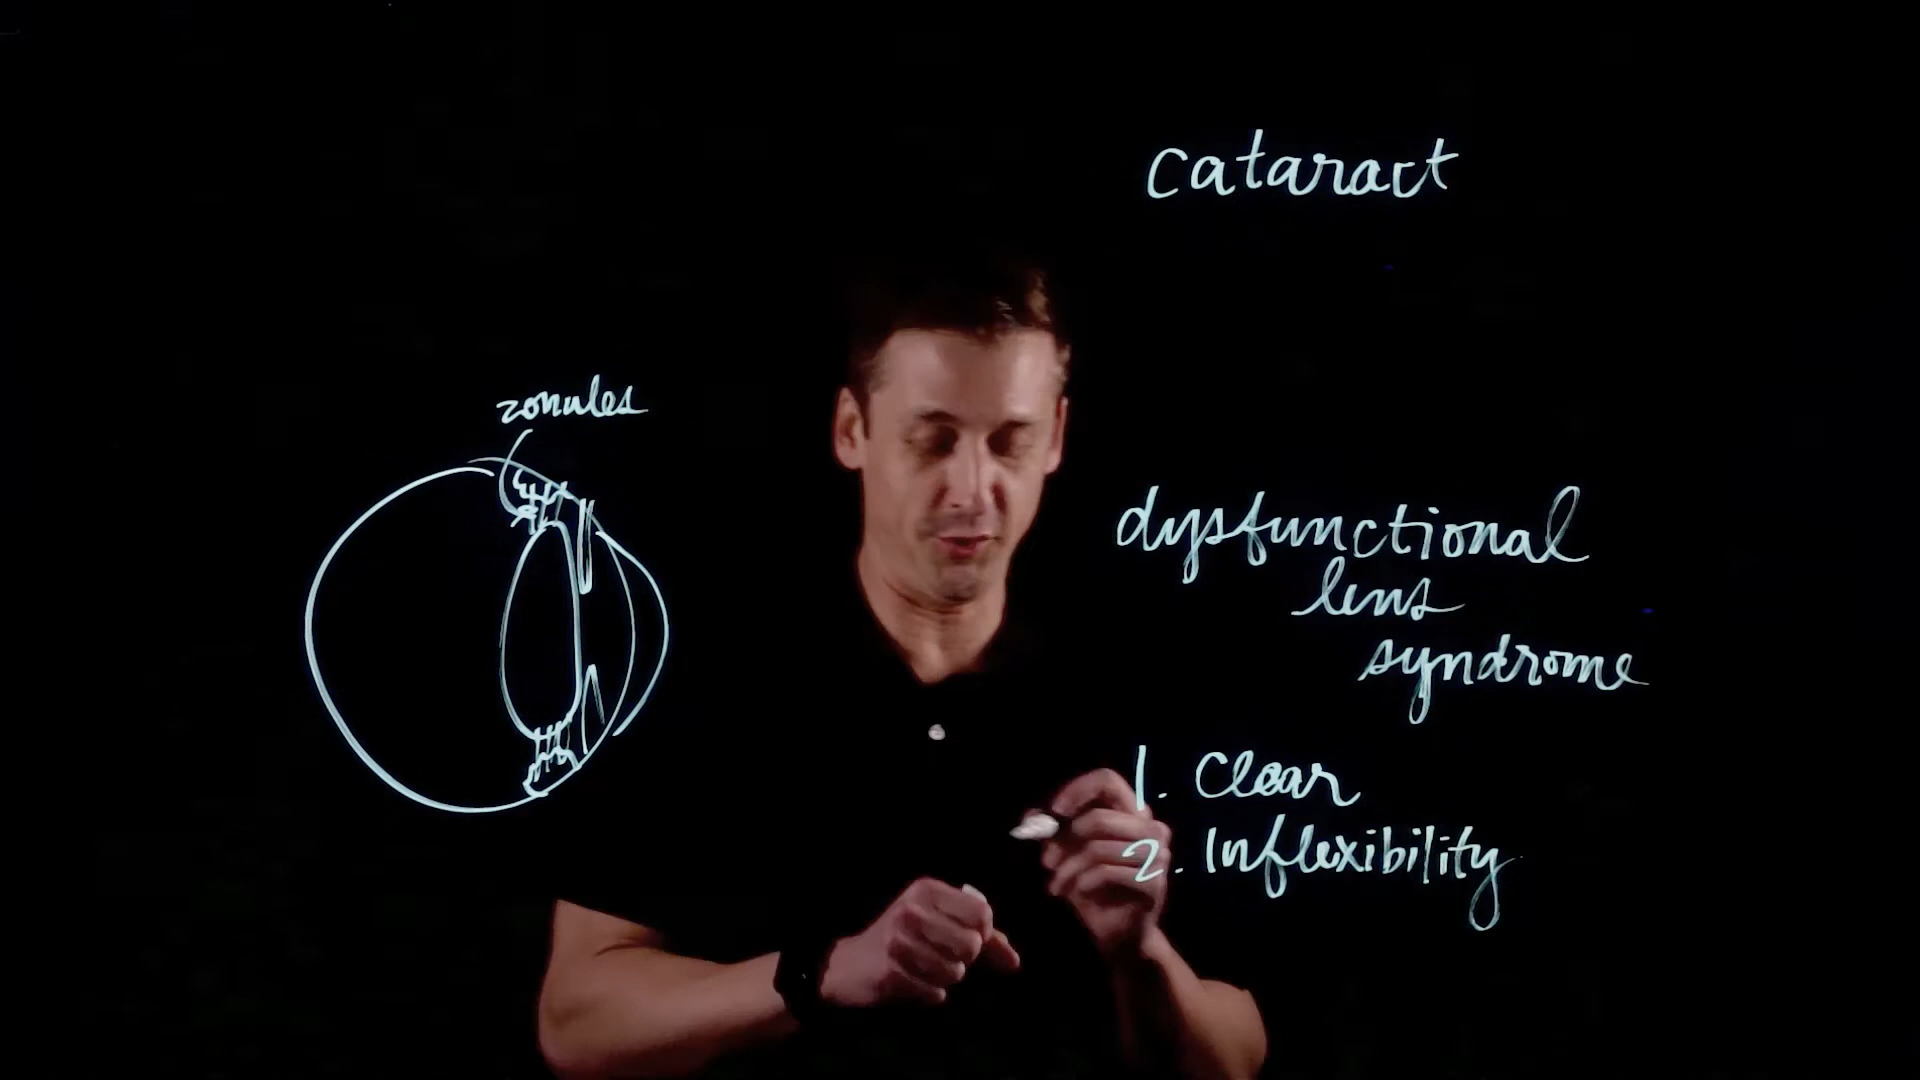 cataract
zonules
dysfunctional
lens
syndrome
1. Clear
2. Inflexibility